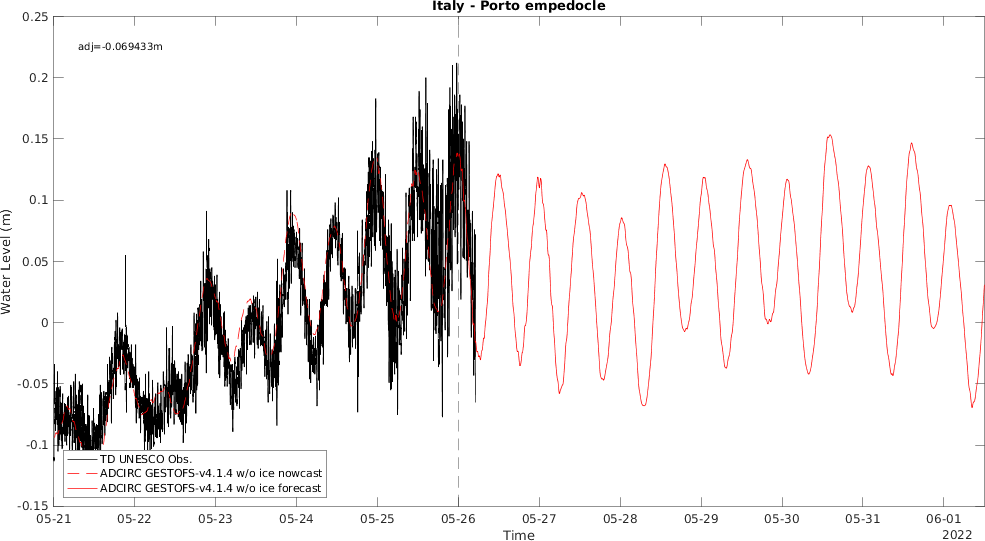 Italy - Porto empedocle
adj=-0.069433m
Water Level (m)
0.25
0.2
0.15
0.1
0.05
0
-0.05
-0.1
-0.15
TD UNESCO Obs.
ADCIRC GESTOFS-v4.1.4 w/o ice nowcast
ADCIRC GESTOFS-v4.1.4 w/o ice forecast
05-21 05-22 05-23 05-24 05-25 05-26 05-27 05-28 05-29 05-30 05-31 06-01
Time
2022